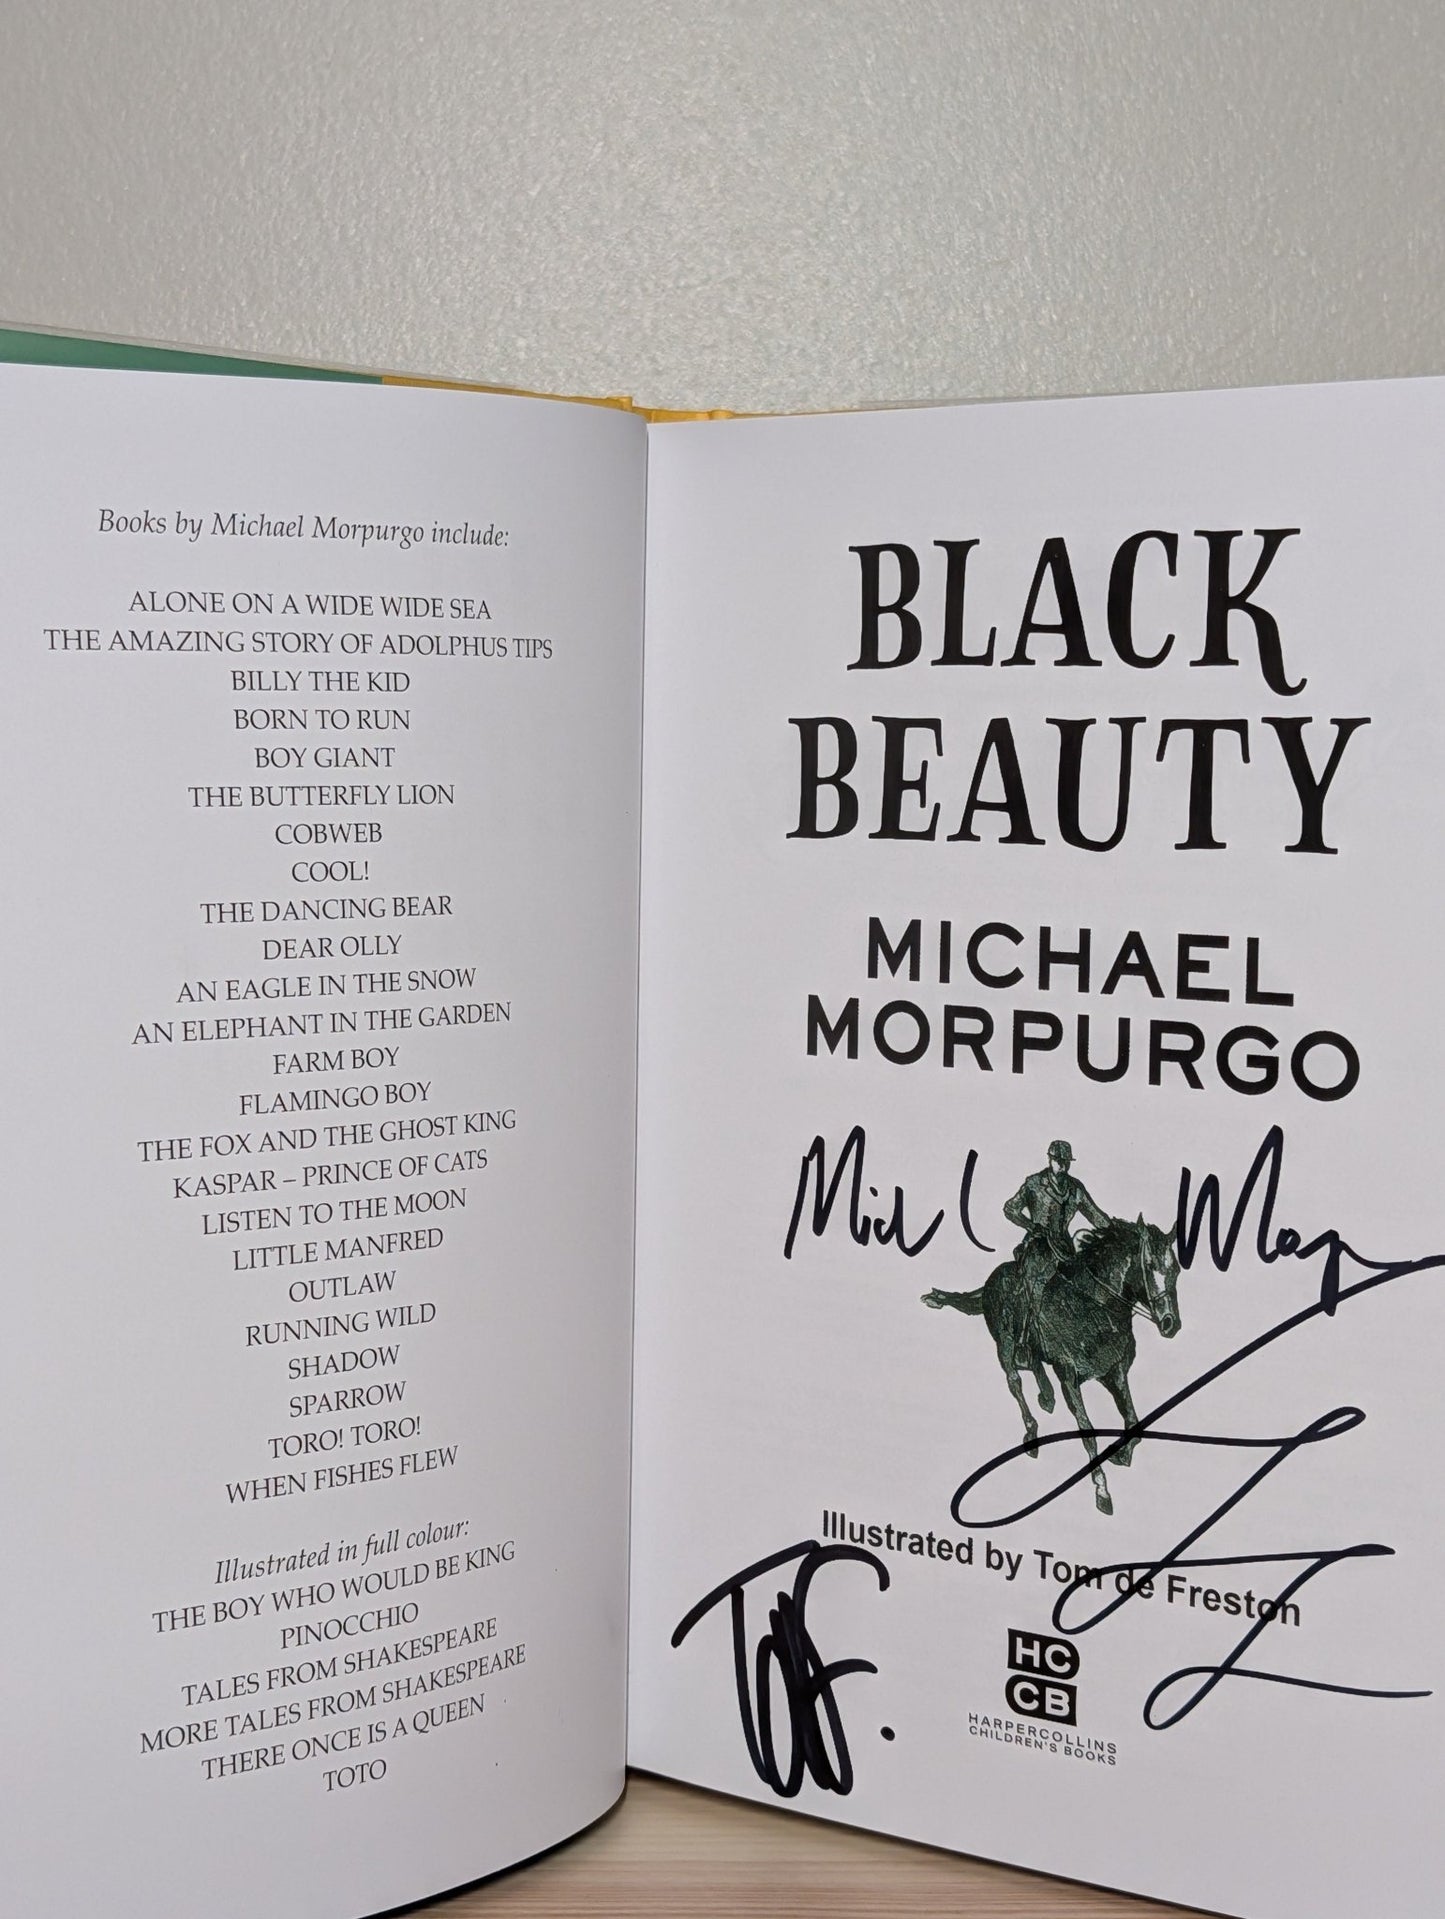 Books by Michael Morpurgo include:
ALONE ON A WIDE WIDE SEA
THE AMAZING STORY OF ADOLPHUS TIPS
BILLY THE KID
BORN TO RUN
BOY GIANT
THE BUTTERFLY LION
COBWEB
COOL!
THE DANCING BEAR
DEAR OLLY
AN EAGLE IN THE SNOW
AN ELEPHANT IN THE GARDEN
FARM BOY
FLAMINGO BOY
THE FOX AND THE GHOST KING
KASPAR – PRINCE OF CATS
LISTEN TO THE MOON
LITTLE MANFRED
OUTLAW
RUNNING WILD
SHADOW
SPARROW
TORO! TORO!
WHEN FISHES FLEW
Illustrated in full colour:
THE BOY WHO WOULD BE KING
PINOCCHIO
TALES FROM SHAKESPEARE
MORE TALES FROM SHAKESPEARE
THERE ONCE IS A QUEEN
TOTO
BLACK
BEAUTY
MICHAEL
MORPURGO
Illustrated by Tom de Freston
HC
CB
HARPERCOLLINS
CHILDREN'S BOOKS